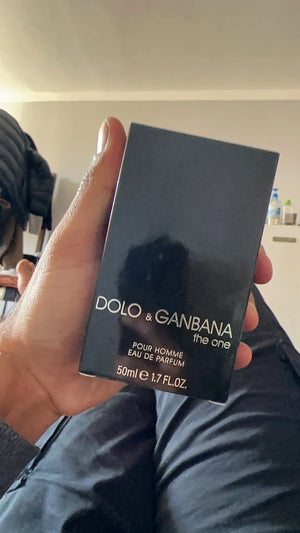 DOLO & GANBANA
the one
POUR HOMME
EAU DE PARFUM
50ml e 1.7 FL.OZ.